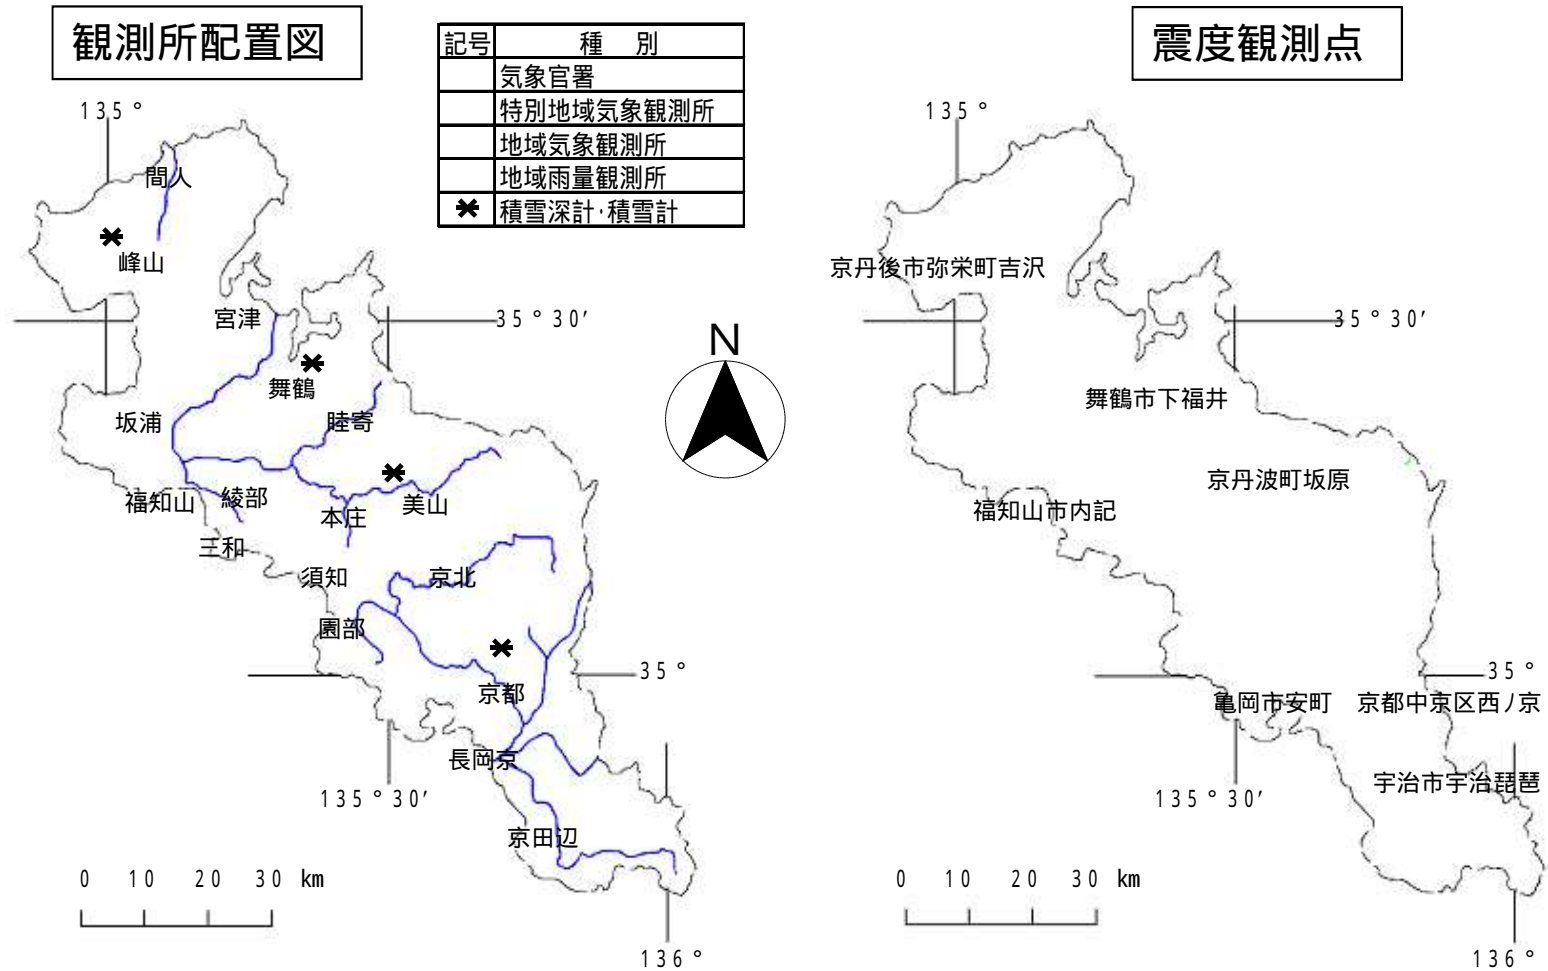 観測所配置図
記号 種 別
気象官署
特別地域気象観測所
地域気象観測所
地域雨量観測所
積雪深計・積雪計
135°
間人
峰山
宮津
35°30′
舞鶴
坂浦
睦寄
福知山
綾部
本庄
美山
三和
須知
京北
園部
35°
京都
長岡京
135°30′
京田辺
0 10 20 30 km
136°
N
震度観測点
135°
京丹後市弥栄町吉沢
35°30′
舞鶴市下福井
京丹波町坂原
福知山市内記
35°
亀岡市安町
京都中京区西ノ京
宇治市宇治琵琶
135°30′
0 10 20 30 km
136°